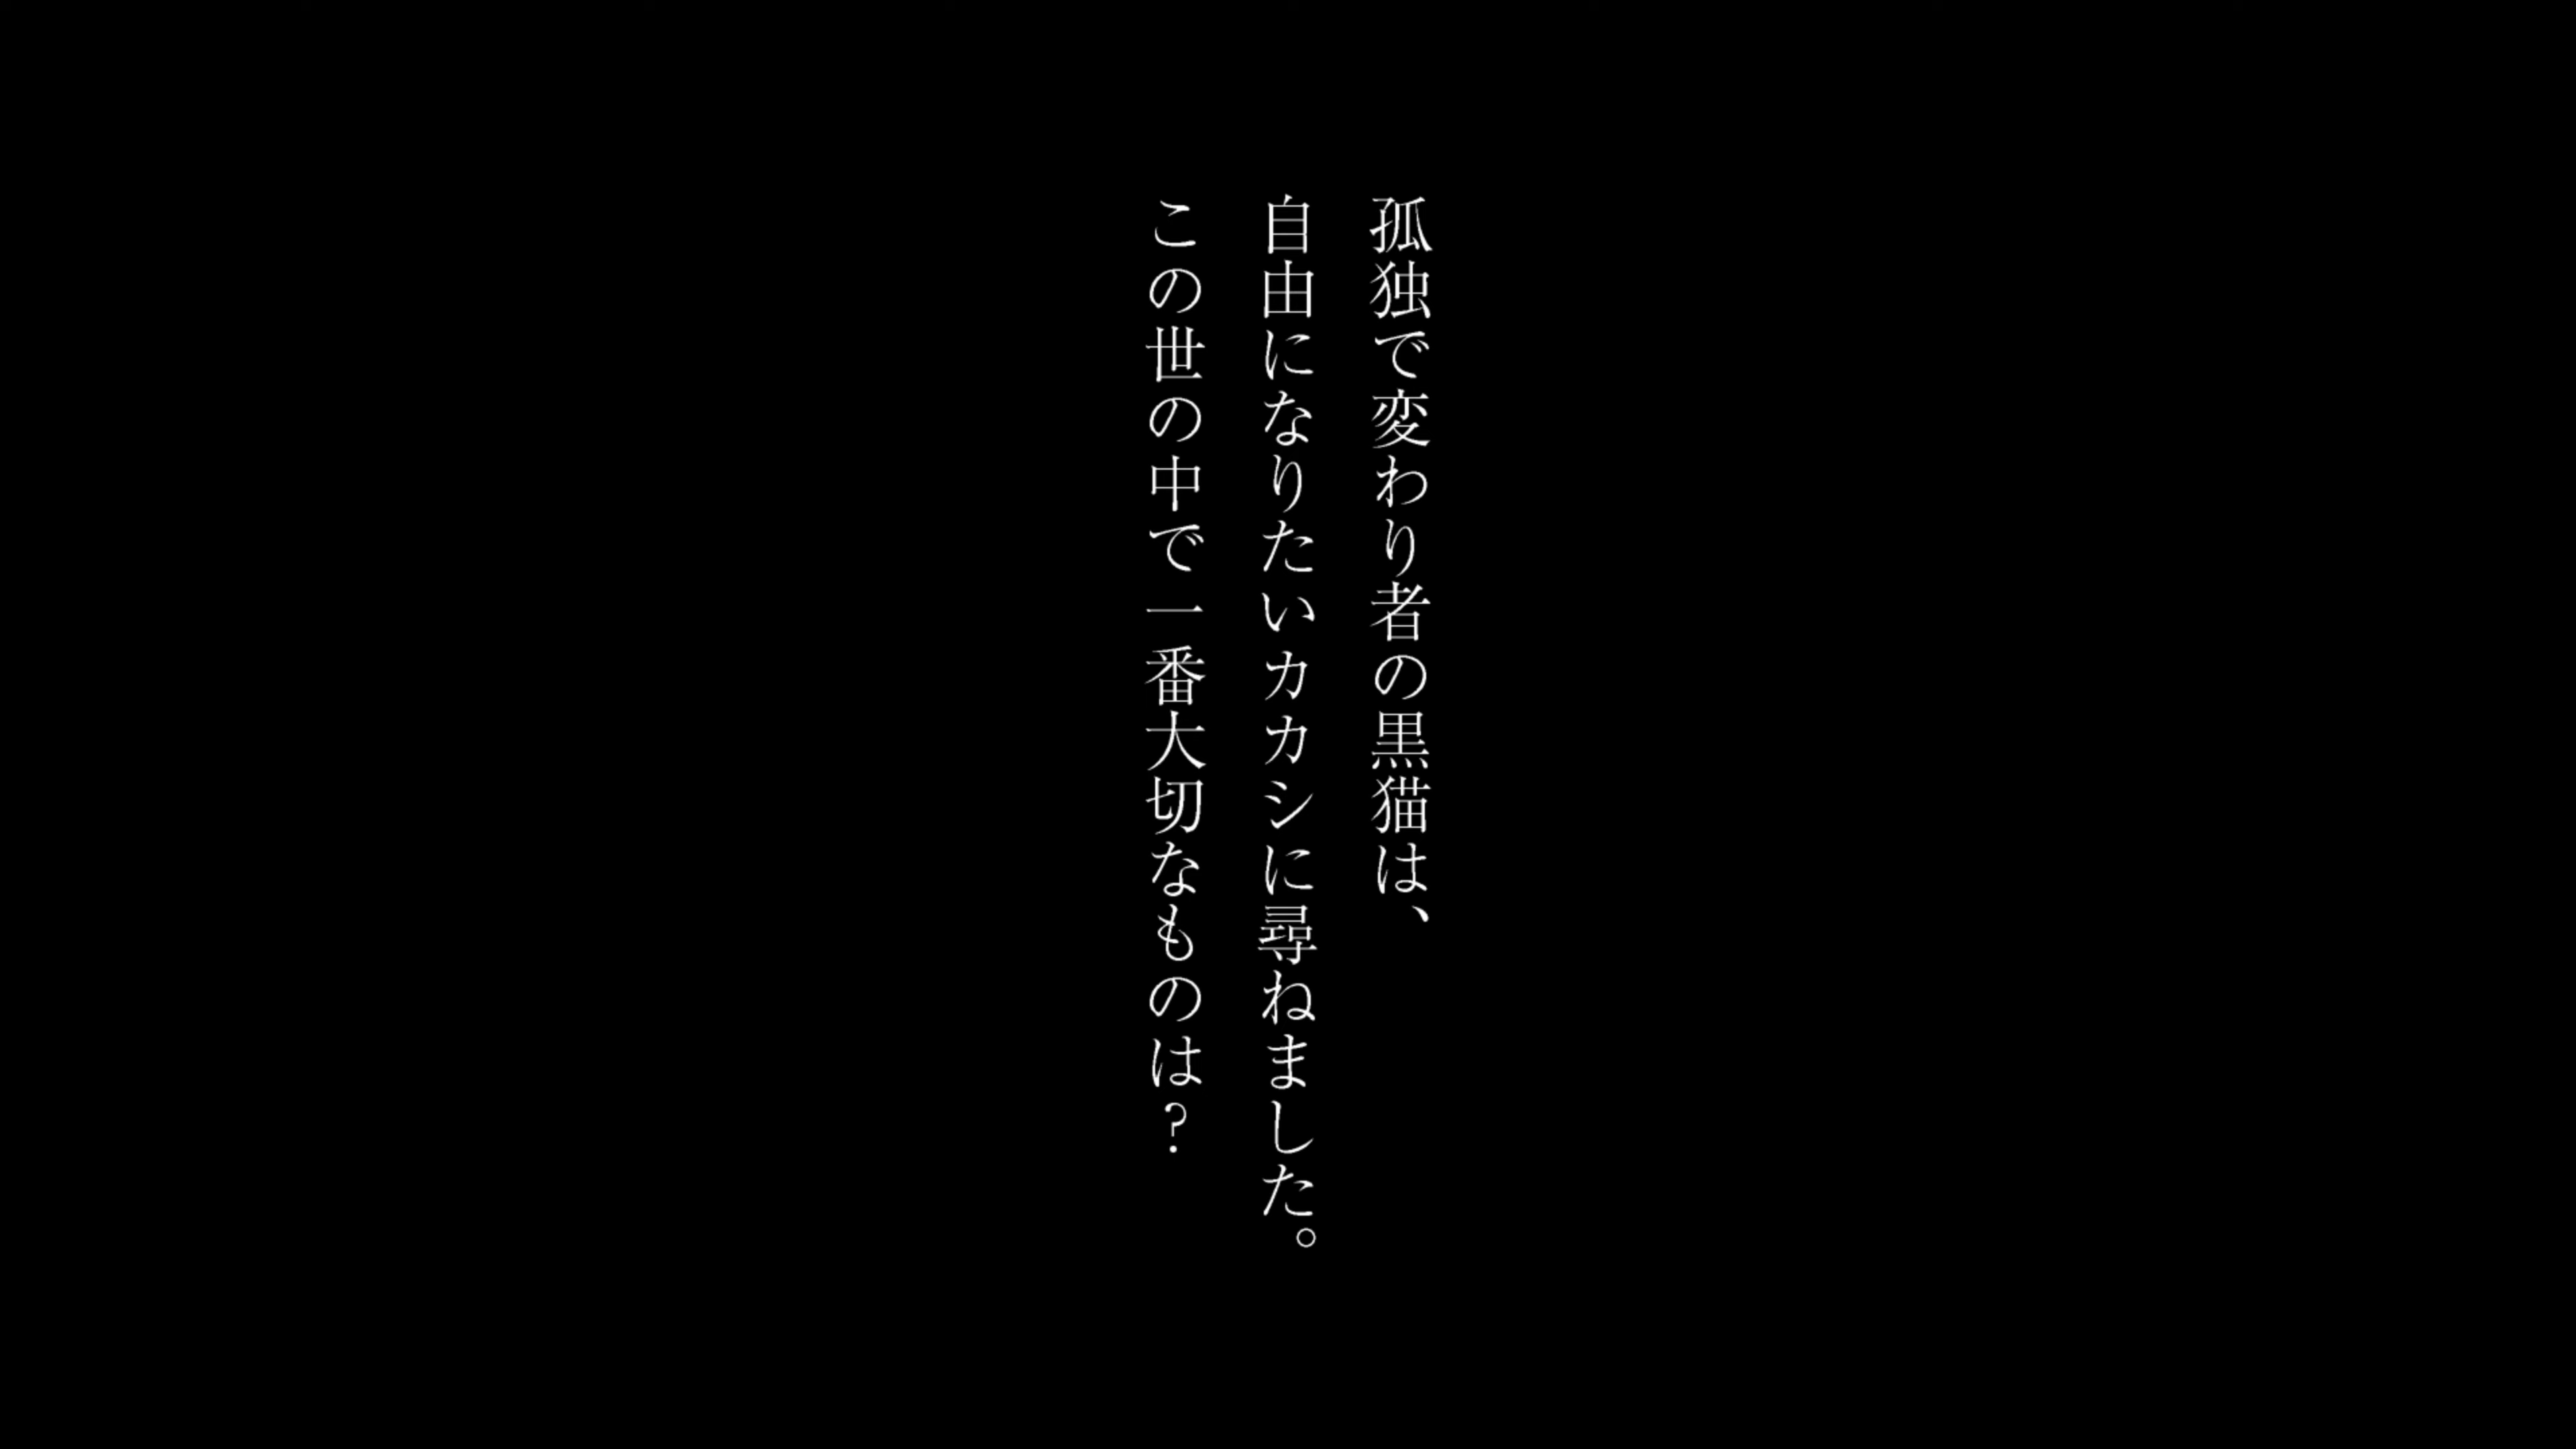 孤独で変わり者の黒猫は、
自由になりたいカカシに尋ねました。
この世の中で一番大切なものは?